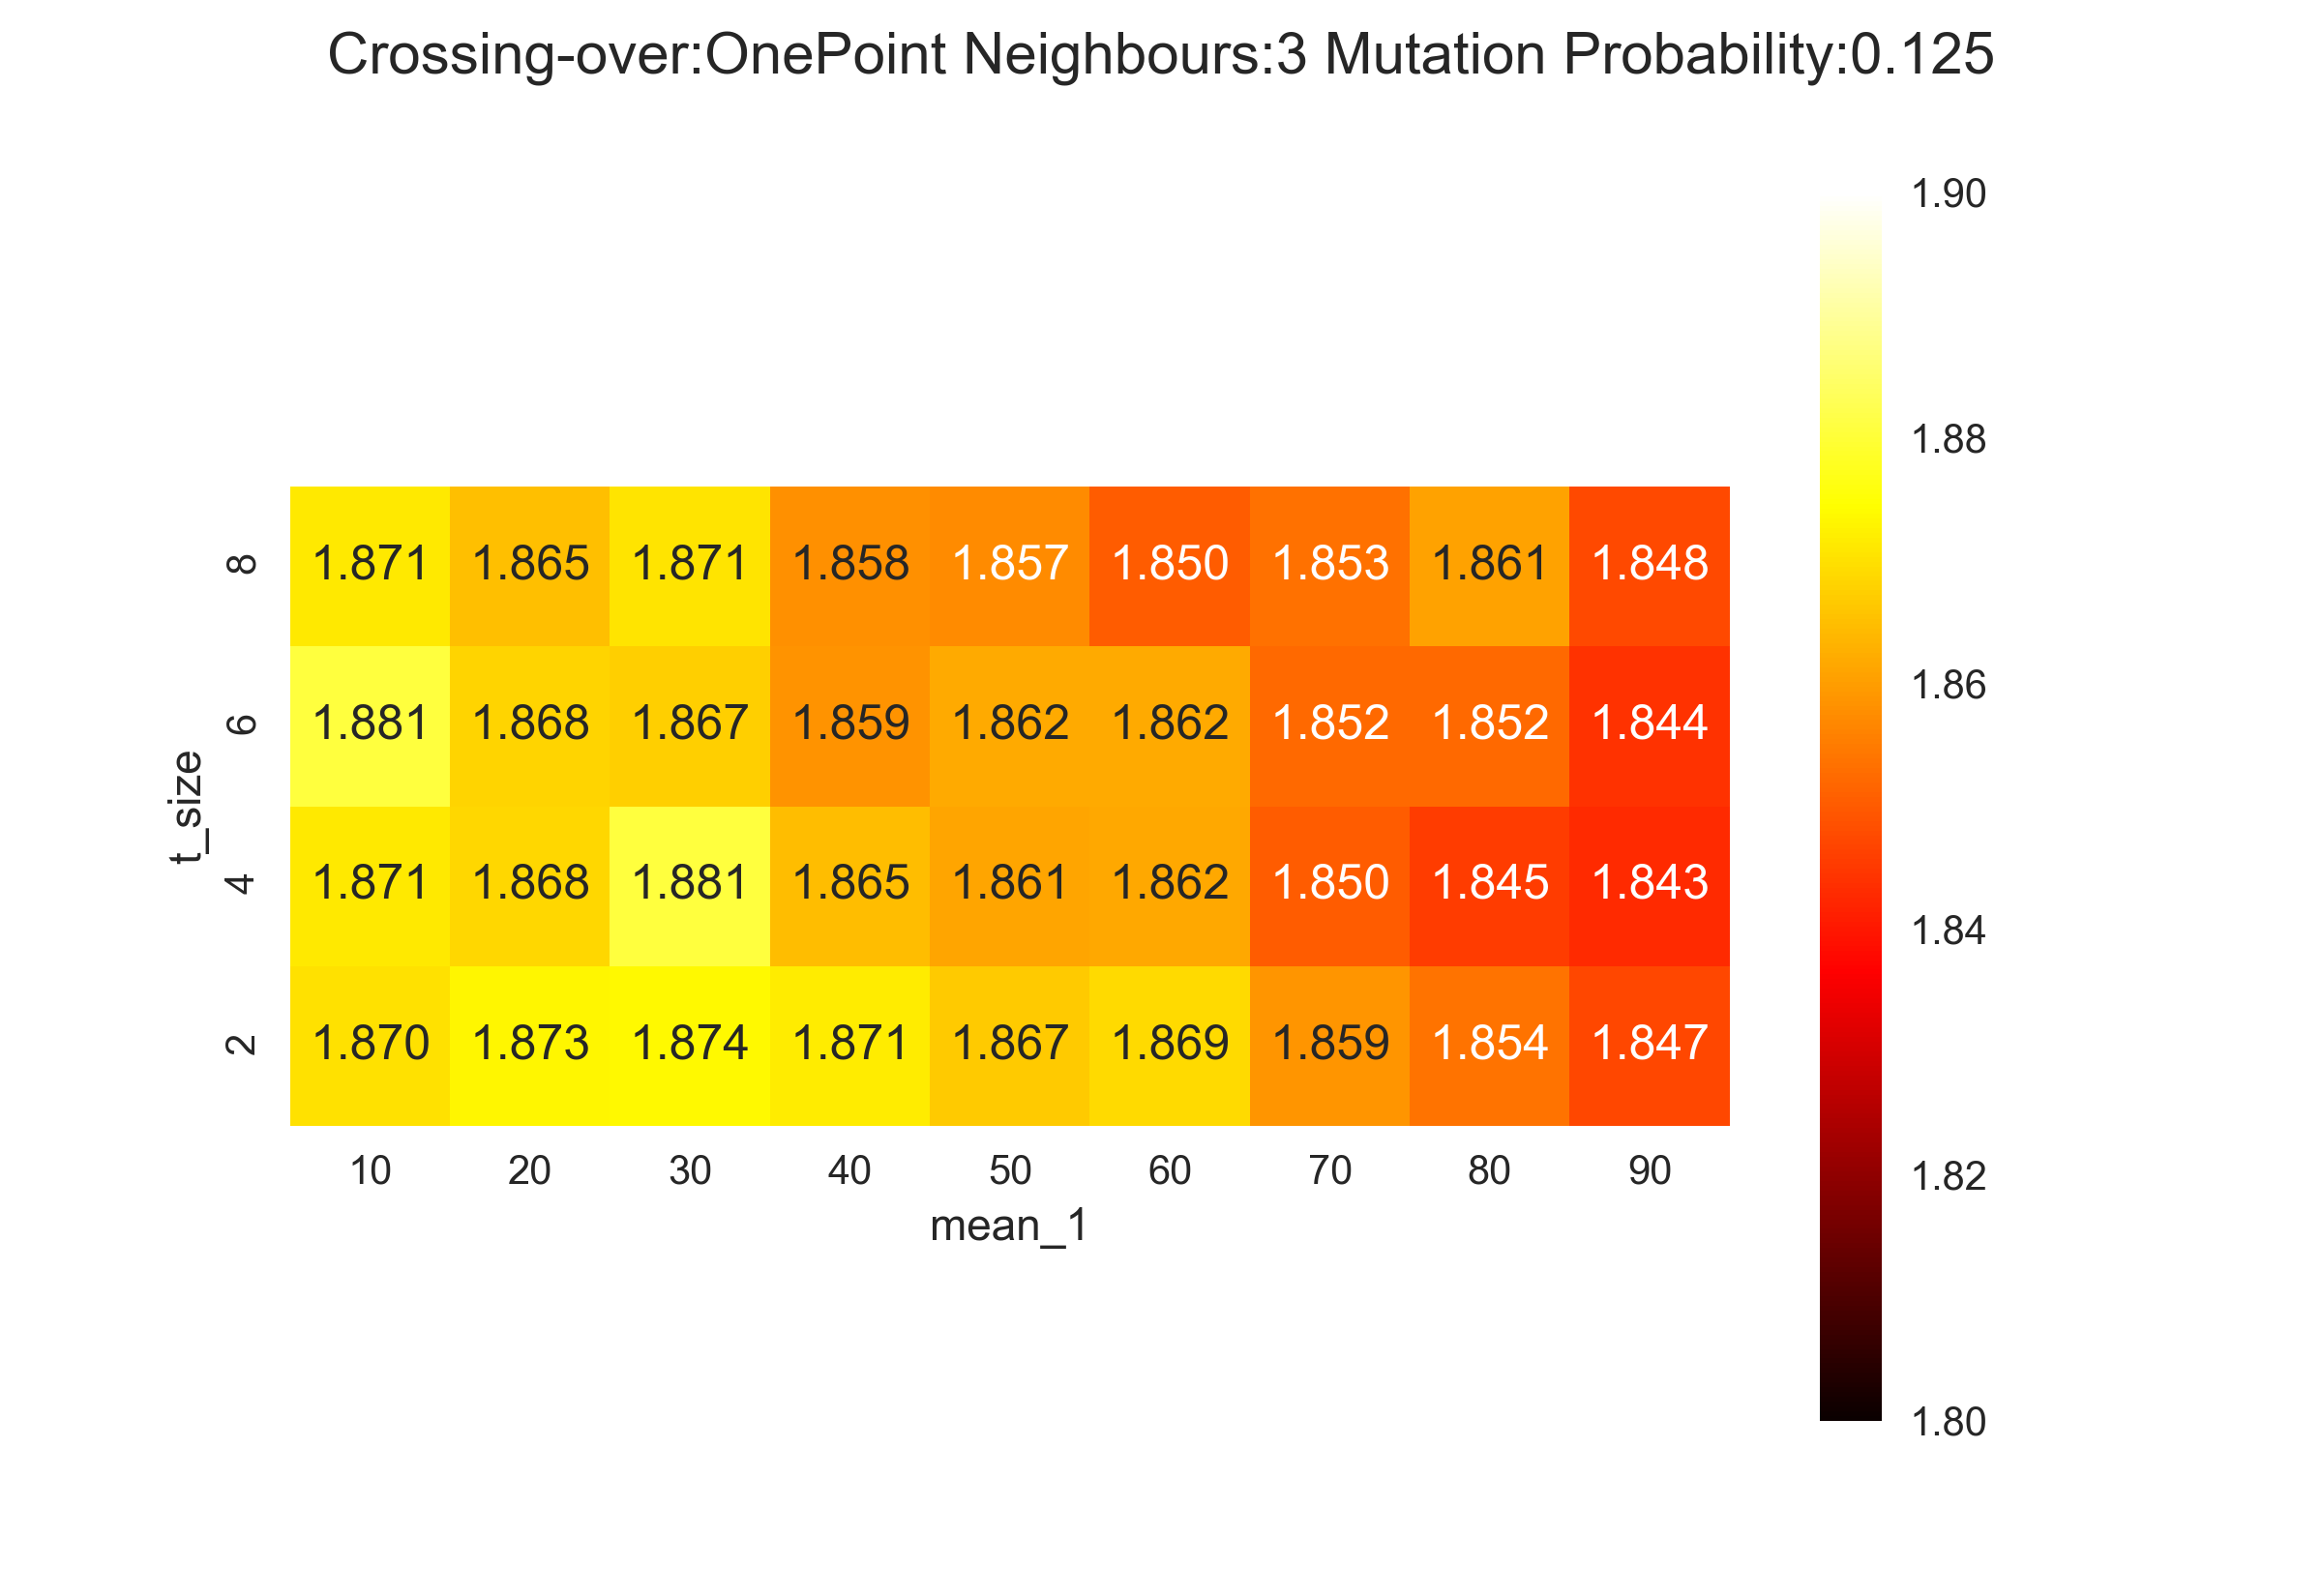 Crossing-over:OnePoint Neighbours:3 Mutation Probability:0.125
1.90
1.88
1.86
1.84
1.82
1.80
t_size
8 1.871 1.865 1.871 1.858 1.857 1.850 1.853 1.861 1.848
6 1.881 1.868 1.867 1.859 1.862 1.862 1.852 1.852 1.844
4 1.871 1.868 1.881 1.865 1.861 1.862 1.850 1.845 1.843
2 1.870 1.873 1.874 1.871 1.867 1.869 1.859 1.854 1.847
10 20 30 40 50 60 70 80 90
mean_1